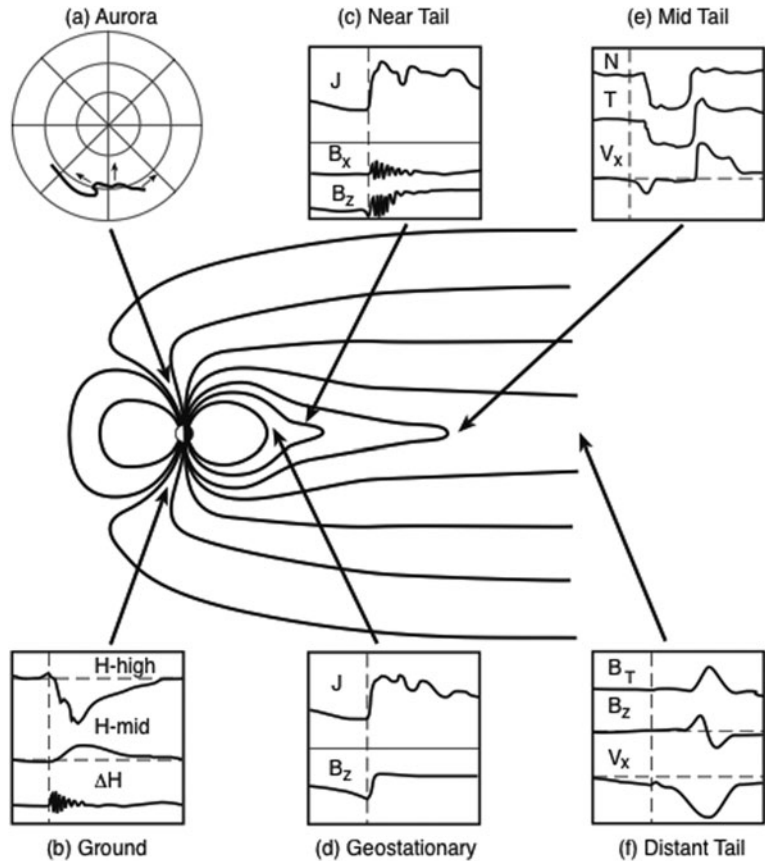 (a) Aurora
(c) Near Tail
J
Bx
Bz
(e) Mid Tail
N
T
Vx
H-high
H-mid
ΔH
(b) Ground
J
Bz
(d) Geostationary
BT
Bz
Vx
(f) Distant Tail